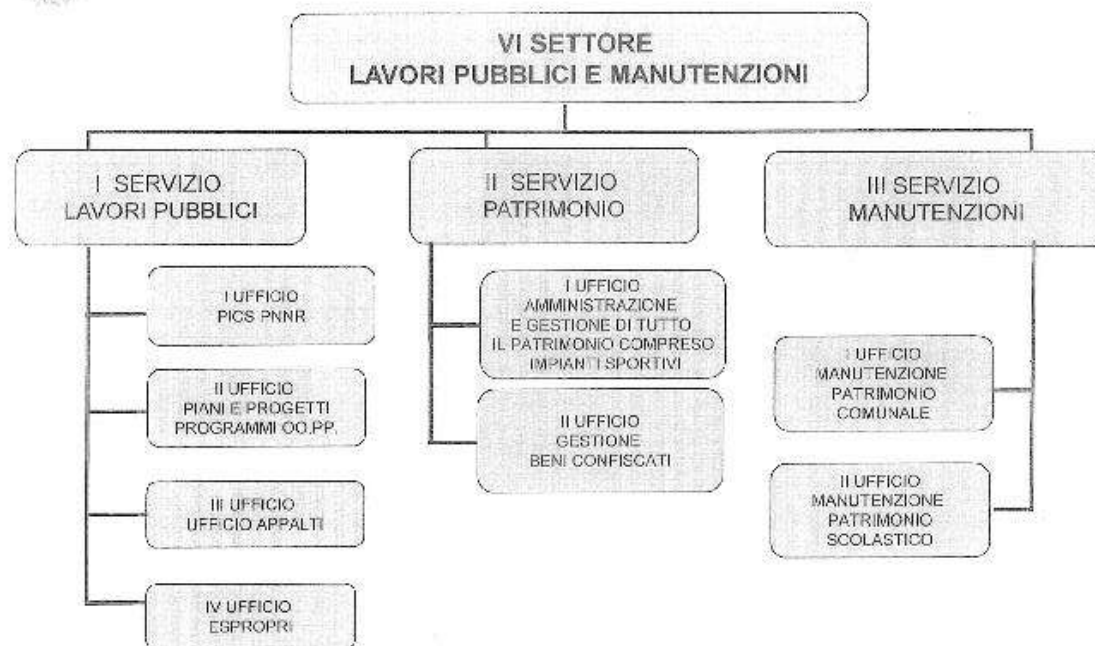 VI SETTORE
LAVORI PUBBLICI E MANUTENZIONI
I SERVIZIO
LAVORI PUBBLICI
II SERVIZIO
PATRIMONIO
III SERVIZIO
MANUTENZIONI
I UFFICIO
PICS PNNR
II UFFICIO
PIANI E PROGETTI
PROGRAMMI OO.PP.
III UFFICIO
UFFICIO APPALTI
IV UFFICIO
ESPROPRI
I UFFICIO
AMMINISTRAZIONE
E GESTIONE DI TUTTO
IL PATRIMONIO COMPRESO
IMPIANTI SPORTIVI
II UFFICIO
GESTIONE
BENI CONFISCATI
I UFFICIO
MANUTENZIONE
PATRIMONIO
COMUNALE
II UFFICIO
MANUTENZIONE
PATRIMONIO
SCOLASTICO